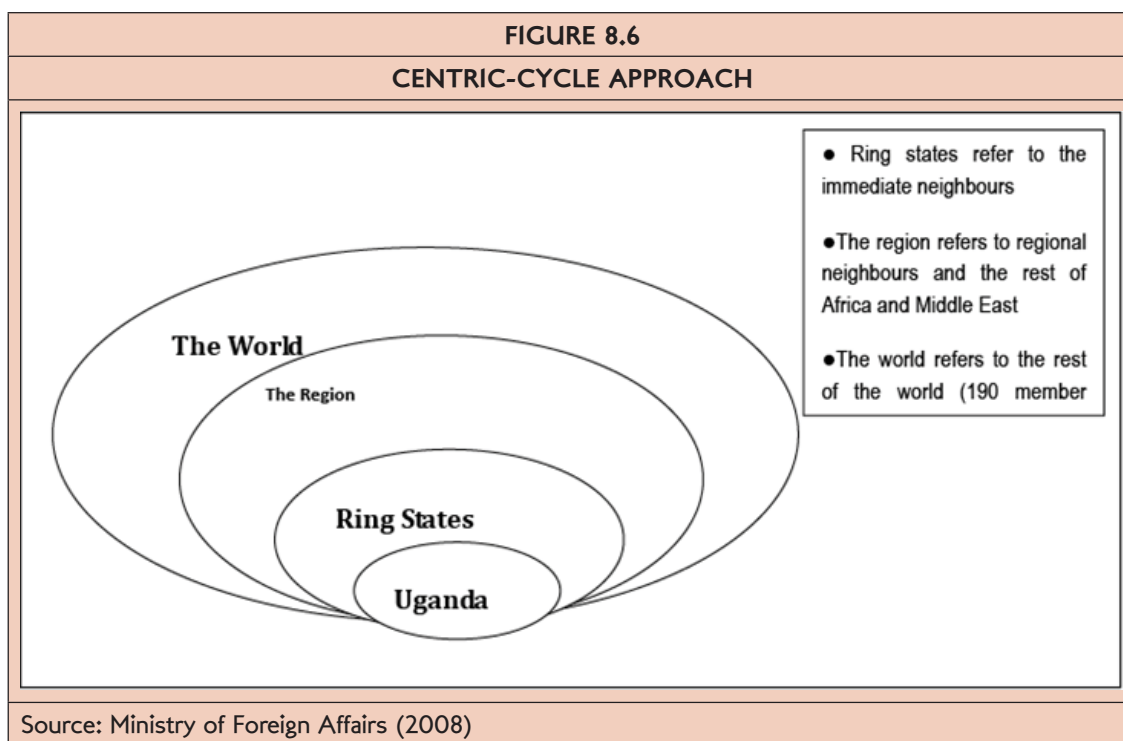 FIGURE 8.6
CENTRIC-CYCLE APPROACH
The World
The Region
Ring States
Uganda
● Ring states refer to the
immediate neighbours
●The region refers to regional
neighbours and the rest of
Africa and Middle East
●The world refers to the rest
of the world (190 member
Source: Ministry of Foreign Affairs (2008)